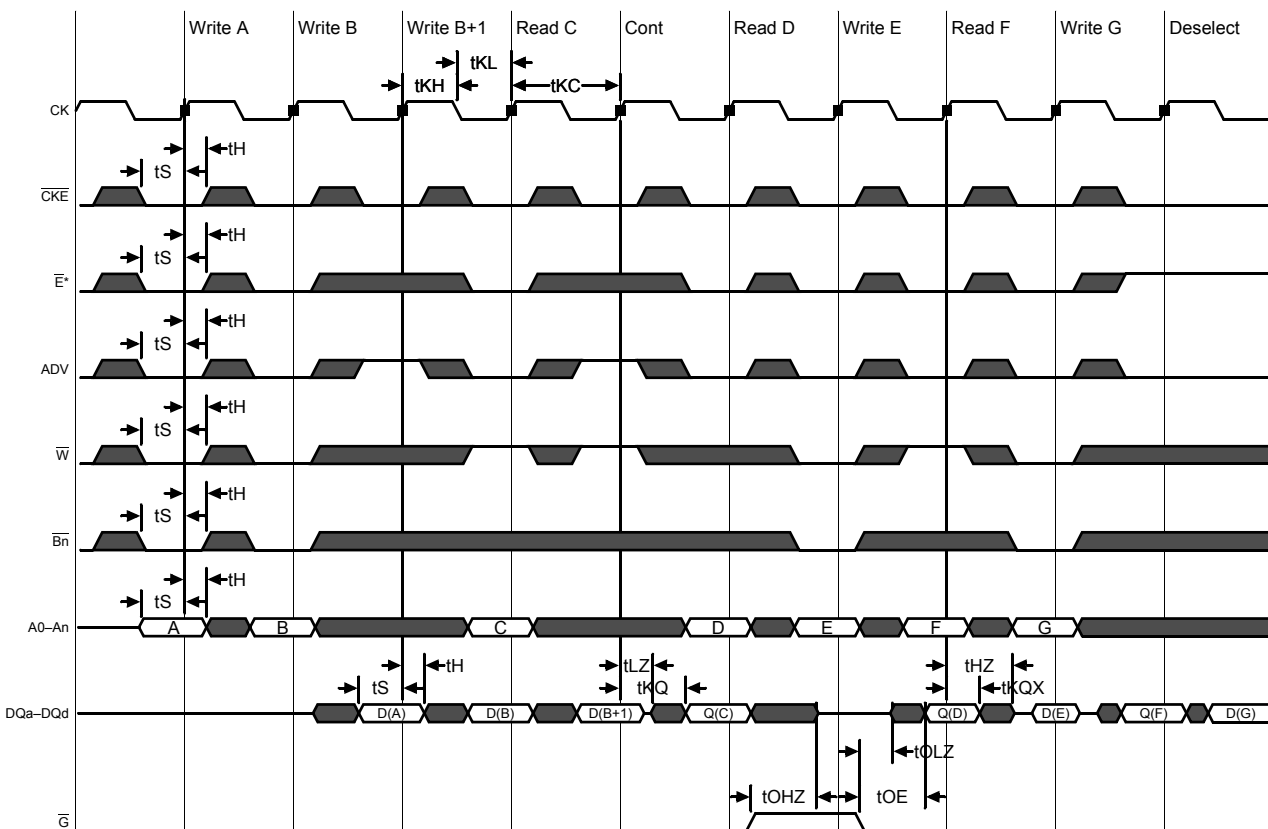 Write A Write B Write B+1 Read C Cont Read D Write E Read F Write G Deselect
tKL
tKH tKC
CK
tH
tS
CKE
tH
tS
E*
tH
tS
ADV
tH
tS
W
tH
tS
Bn
tH
tS
A0–An A B C D E F G
tH tLZ tHZ
tS tKQ tKQX
DQa–DQd D(A) D(B) D(B+1) Q(C) Q(D) D(E) Q(F) D(G)
tOLZ
tOHZ tOE
G